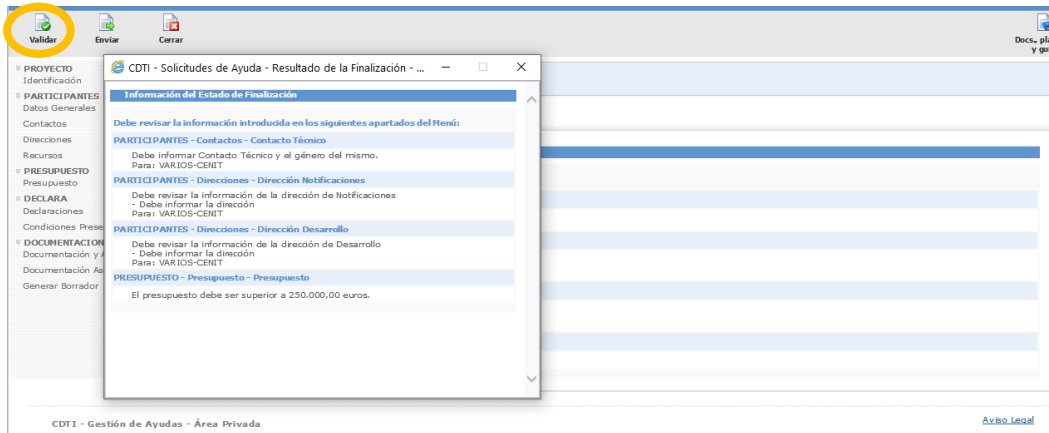 Validar
Enviar
Cerrar
Docs., pl
y gu
PROYECTO
Identificación
PARTICIPANTES
Datos Generales
Contactos
Direcciones
Recursos
PRESUPUESTO
Presupuesto
DECLARA
Declaraciones
Condiciones Prese
DOCUMENTACION
Documentación y A
Documentación As
Generar Borrador
CDTI - Solicitudes de Ayuda - Resultado de la Finalización - ...
Información del Estado de Finalización
Debe revisar la información introducida en los siguientes apartados del Menú:
PARTICIPANTES - Contactos - Contacto Técnico
Debe informar Contacto Técnico y el género del mismo.
Para: VARIOS-CENIT
PARTICIPANTES - Direcciones - Dirección Notificaciones
Debe revisar la información de la dirección de Notificaciones
- Debe informar la dirección
Para: VARIOS-CENIT
PARTICIPANTES - Direcciones - Dirección Desarrollo
Debe revisar la información de la dirección de Desarrollo
- Debe informar la dirección
Para: VARIOS-CENIT
PRESUPUESTO - Presupuesto - Presupuesto
El presupuesto debe ser superior a 250.000,00 euros.
CDTI - Gestión de Ayudas - Área Privada
Aviso Legal